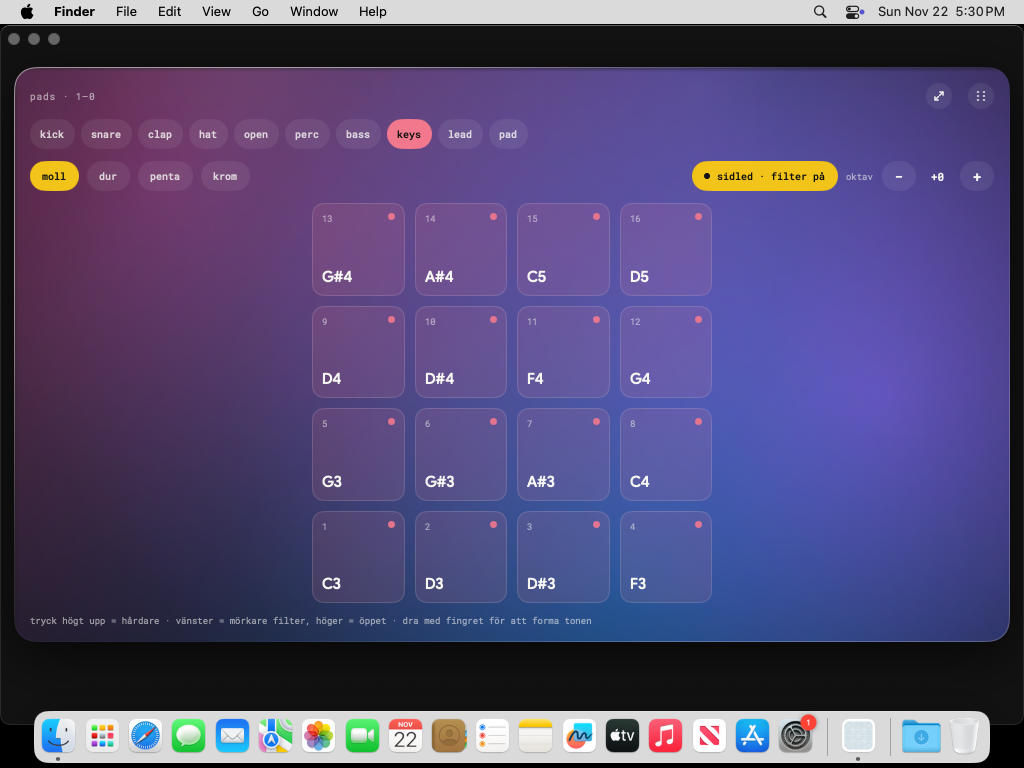 Finder File Edit View Go Window Help Sun Nov 22 5:30 PM
pads · 1–0
kick snare clap hat open perc bass keys lead pad
moll dur penta krom sidled · filter på oktav − +0 +
13 14 15 16
G#4 A#4 C5 D5
9 10 11 12
D4 D#4 F4 G4
5 6 7 8
G3 G#3 A#3 C4
1 2 3 4
C3 D3 D#3 F3
tryck högt upp = hårdare · vänster = mörkare filter, höger = öppet · dra med fingret för att forma tonen
NOV
22
tv
1